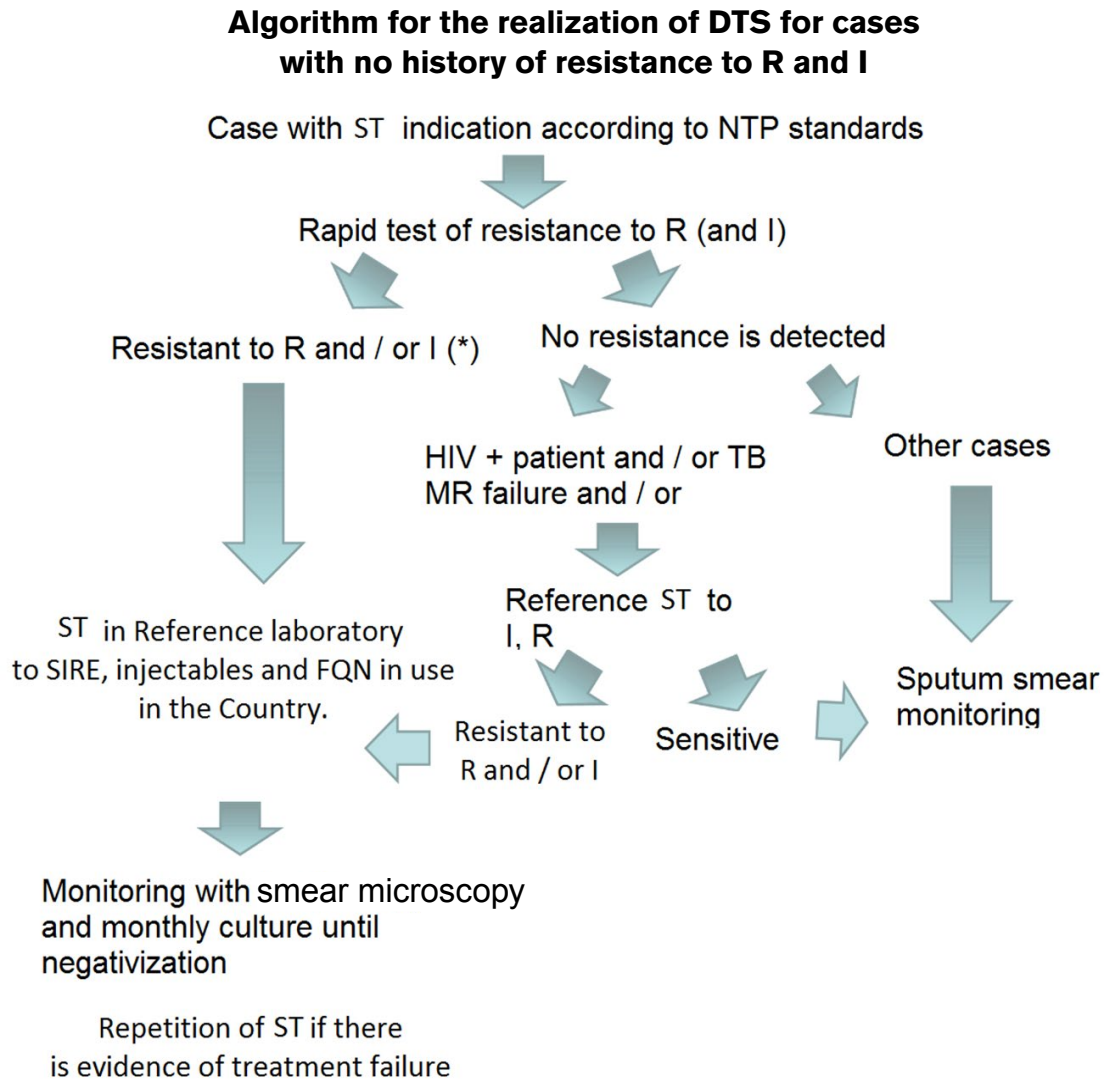 Algorithm for the realization of DTS for cases
with no history of resistance to R and I
Case with ST indication according to NTP standards
Rapid test of resistance to R (and I)
Resistant to R and / or I (*)
No resistance is detected
HIV + patient and / or TB
MR failure and / or
Other cases
Reference ST to
I, R
ST in Reference laboratory
to SIRE, injectables and FQN in use
in the Country.
Resistant to
R and / or I
Sensitive
Sputum smear
monitoring
Monitoring with smear microscopy
and monthly culture until
negativization
Repetition of ST if there
is evidence of treatment failure